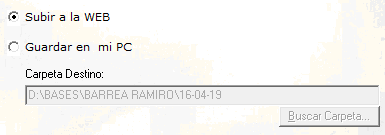 Subir a la WEB
Guardar en mi PC
Carpeta Destino:
D:\BASES\BARREA RAMIRO\16-04-19
Buscar Carpeta...